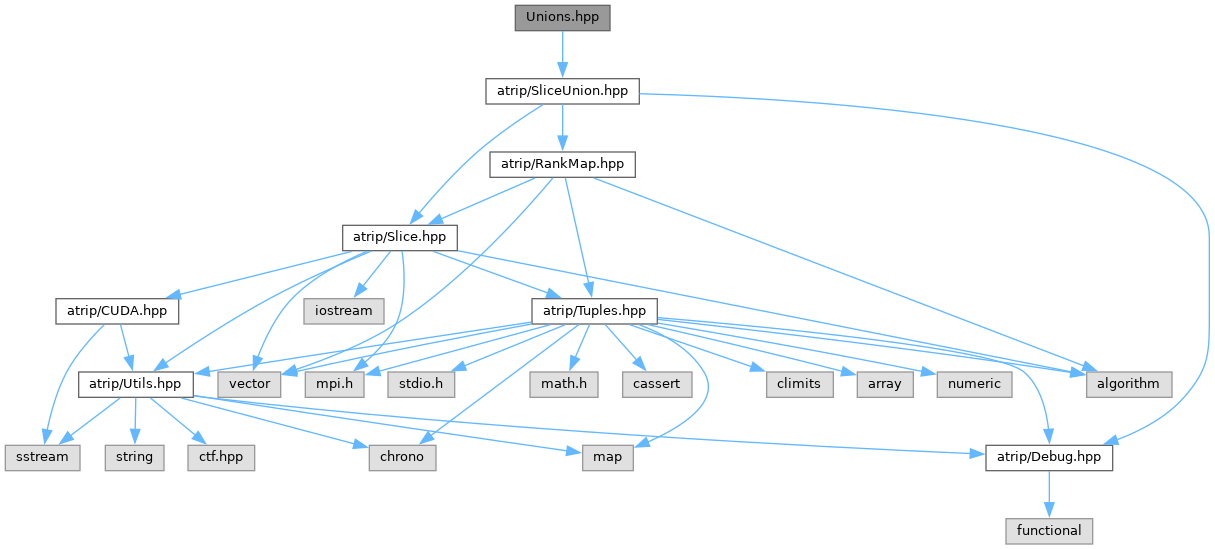 Unions.hpp
atrip/SliceUnion.hpp
atrip/RankMap.hpp
atrip/Slice.hpp
atrip/CUDA.hpp
iostream
atrip/Tuples.hpp
atrip/Utils.hpp
vector
mpi.h
stdio.h
math.h
cassert
climits
array
numeric
algorithm
sstream
string
ctf.hpp
chrono
map
atrip/Debug.hpp
functional